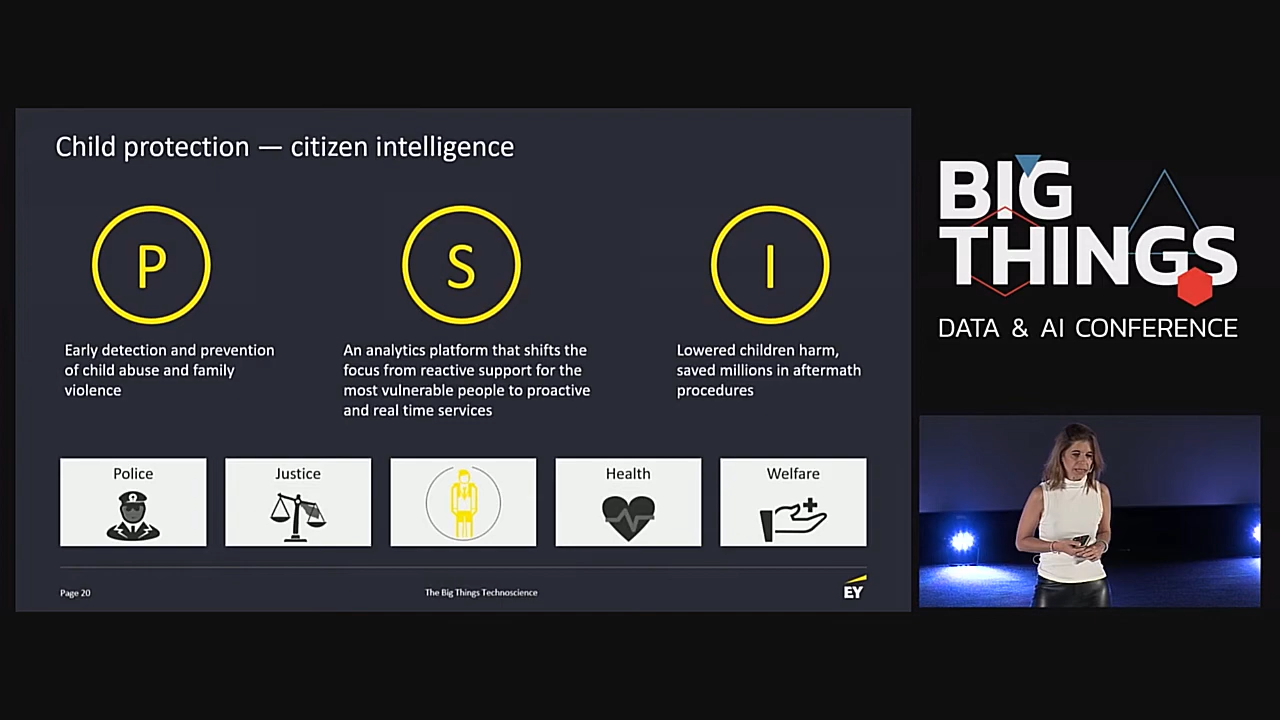 Child protection — citizen intelligence
P
S
I
Early detection and prevention
of child abuse and family
violence
An analytics platform that shifts the
focus from reactive support for the
most vulnerable people to proactive
and real time services
Lowered children harm,
saved millions in aftermath
procedures
Police
Justice
Health
Welfare
Page 20
The Big Things Technoscience
EY
BIG
THINGS
DATA & AI CONFERENCE